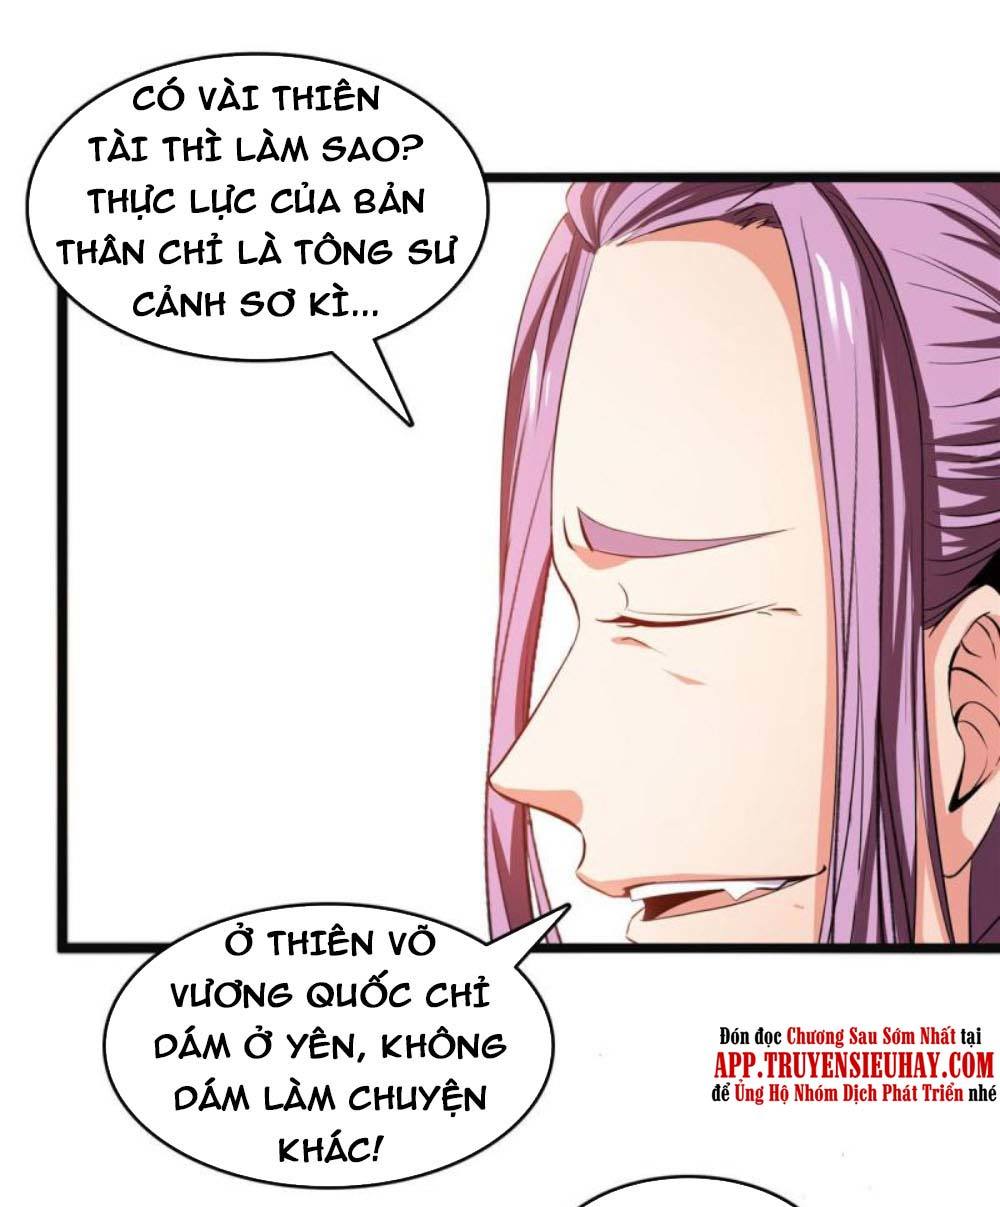 CÓ VÀI THIÊN
TÀI THÌ LÀM SAO?
THỰC LỰC CỦA BẢN
THÂN CHỈ LÀ TÔNG SƯ
CẢNH SƠ KÌ...
Ở THIÊN VÕ
VƯƠNG QUỐC CHỈ
DÁM Ở YÊN, KHÔNG
DÁM LÀM CHUYỆN
KHÁC!
Đón đọc Chương Sau Sớm Nhất tại
APP.TRUYENSIEUHAY.COM
để Ủng Hộ Nhóm Dịch Phát Triển nhé